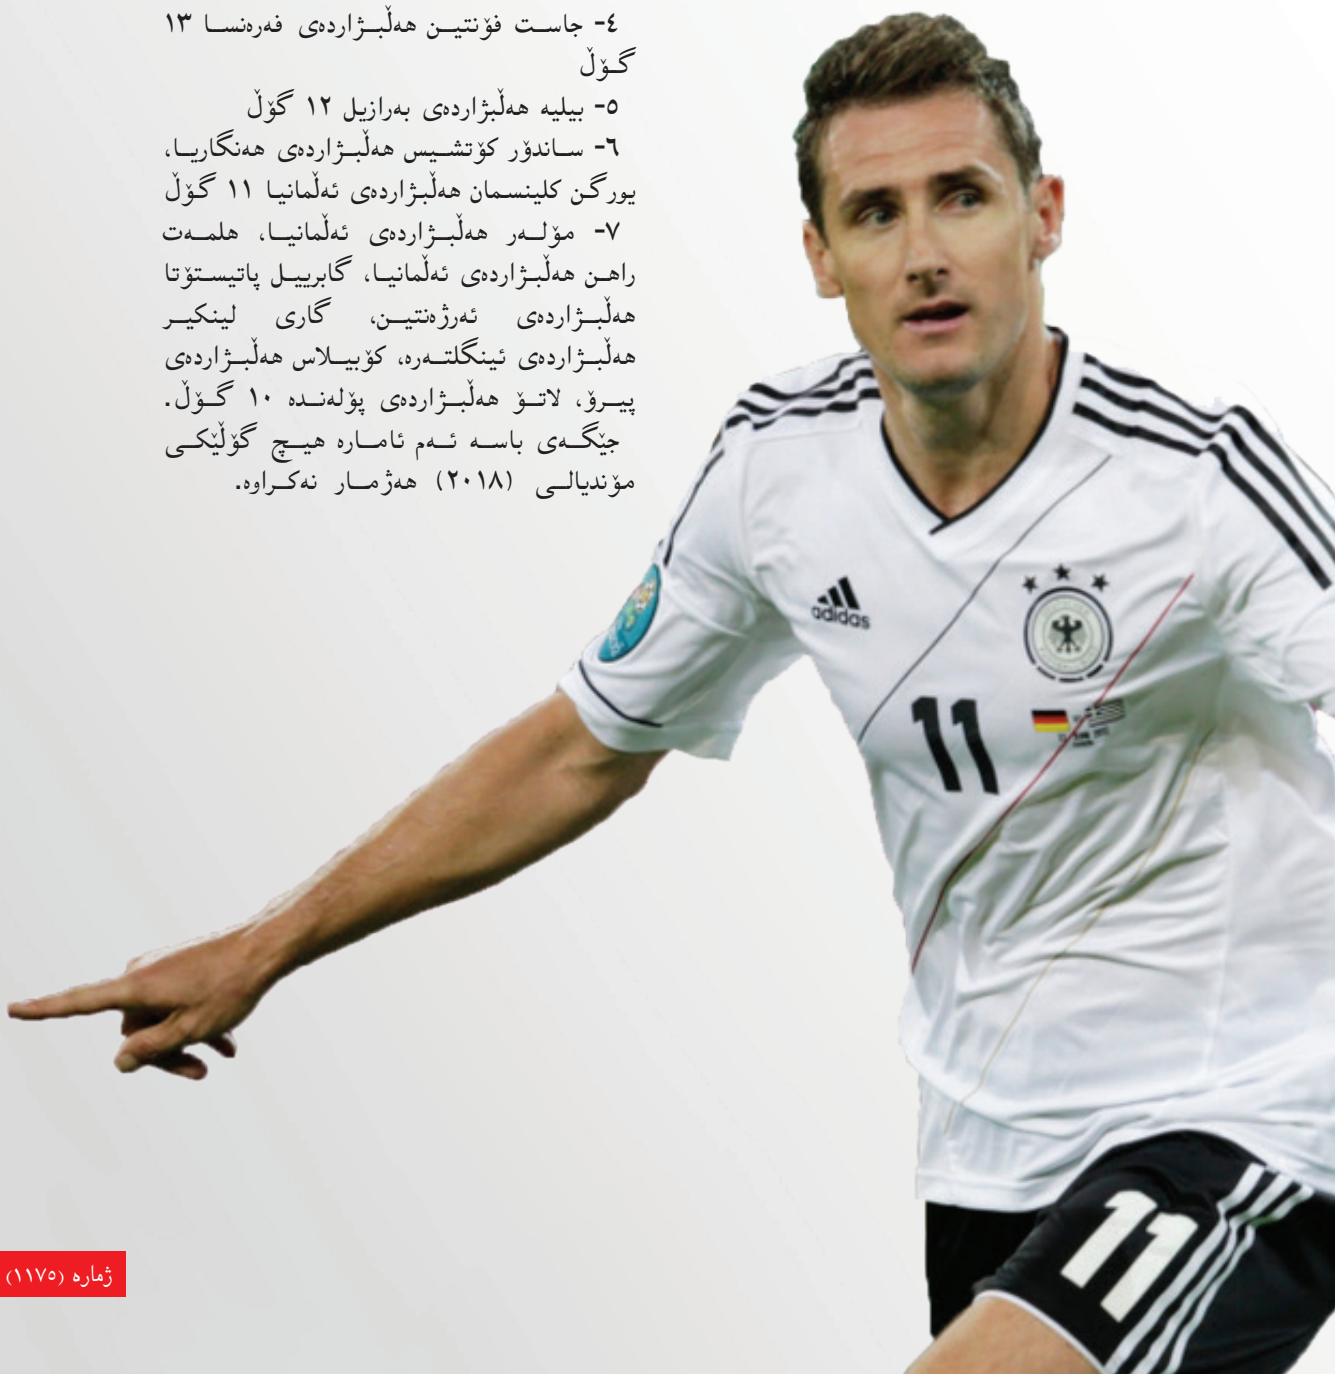 ٤- جاست فۆنتین هەڵبژاردەی فەرەنسا ١٣
گۆڵ
٥- بیلیە هەڵبژاردەی بەرازیل ١٢ گۆڵ
٦- ساندۆر کۆتشیس هەڵبژاردەی هەنگاریا،
یورگن کلینسمان هەڵبژاردەی ئەڵمانیا ١١ گۆڵ
٧- مۆلەر هەڵبژاردەی ئەڵمانیا، هلمەت
راهن هەڵبژاردەی ئەڵمانیا، گابرییل پاتیستۆتا
هەڵبژاردەی ئەرژەنتین، گاری لینکیر
هەڵبژاردەی ئینگلتەرە، کۆبیلاس هەڵبژاردەی
پیرۆ، لاتۆ هەڵبژاردەی پۆلەندە ١٠ گۆڵ.
جێگەی باسە ئەم ئامارە هیچ گۆڵێکی
مۆندیالی (٢٠١٨) هەژمار نەکراوە.
adidas
11
11
ژمارە (١١٧٥)